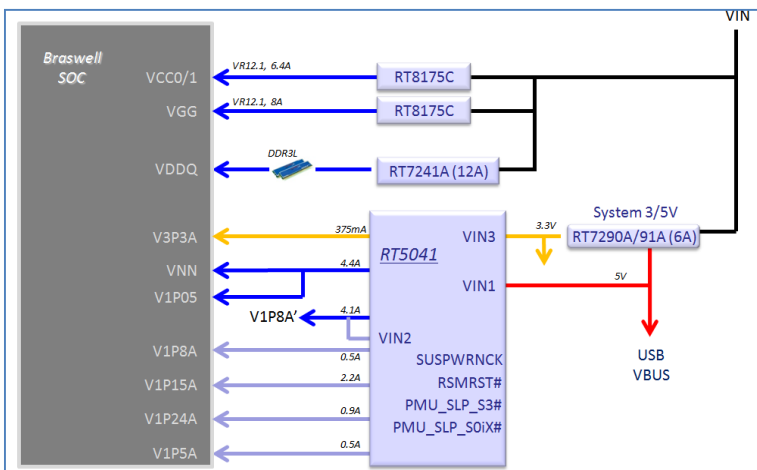 VIN
Braswell
SOC
VCC0/1
VR12.1, 6.4A
RT8175C
VGG
VR12.1, 8A
RT8175C
VDDQ
DDR3L
RT7241A (12A)
System 3/5V
V3P3A
375mA
RT5041
VIN3
3.3V
RT7290A/91A (6A)
VNN
4.4A
VIN1
5V
V1P05
V1P8A'
4.1A
VIN2
V1P8A
0.5A
SUSPWRNCK
USB
VBUS
V1P15A
2.2A
RSMRST#
PMU_SLP_S3#
V1P24A
0.9A
PMU_SLP_S0iX#
V1P5A
0.5A